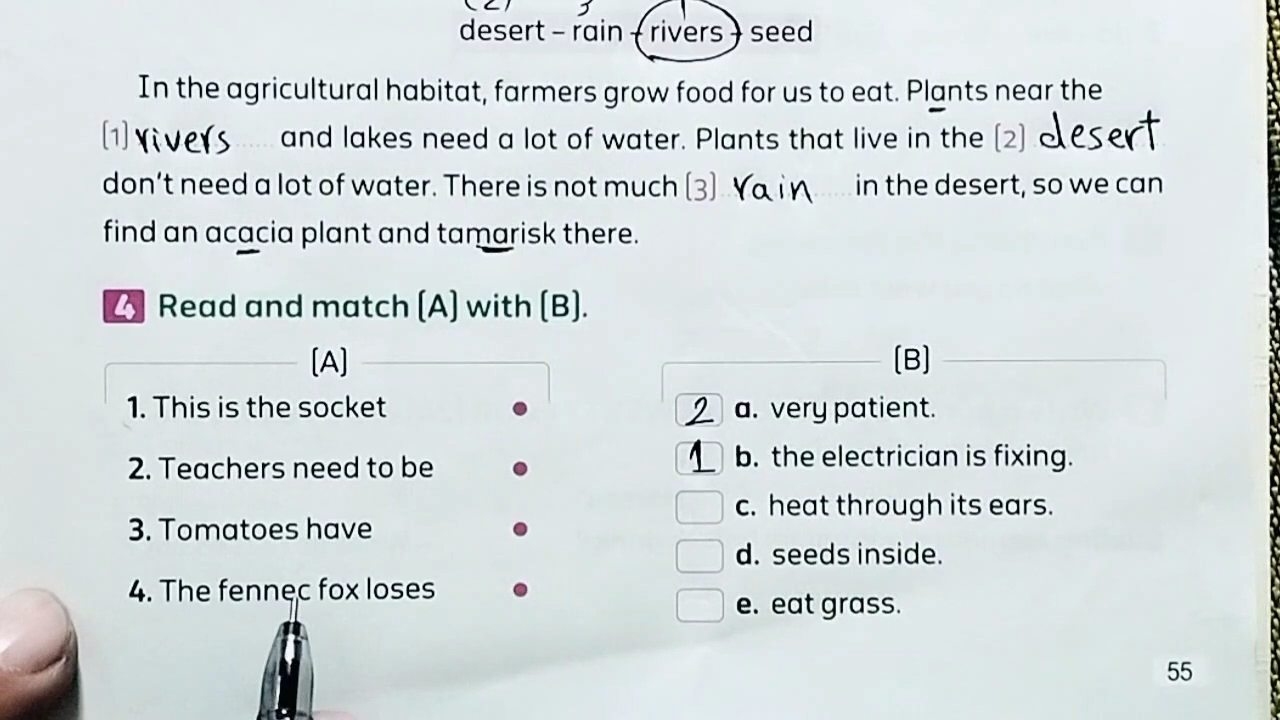 (2) 3 1
desert – rain – rivers – seed
In the agricultural habitat, farmers grow food for us to eat. Plants near the
(1) rivers and lakes need a lot of water. Plants that live in the (2) desert
don't need a lot of water. There is not much (3) rain in the desert, so we can
find an acacia plant and tamarisk there.
4 Read and match (A) with (B).
(A) (B)
1. This is the socket 2 a. very patient.
2. Teachers need to be 1 b. the electrician is fixing.
c. heat through its ears.
3. Tomatoes have
d. seeds inside.
4. The fennec fox loses
e. eat grass.
55